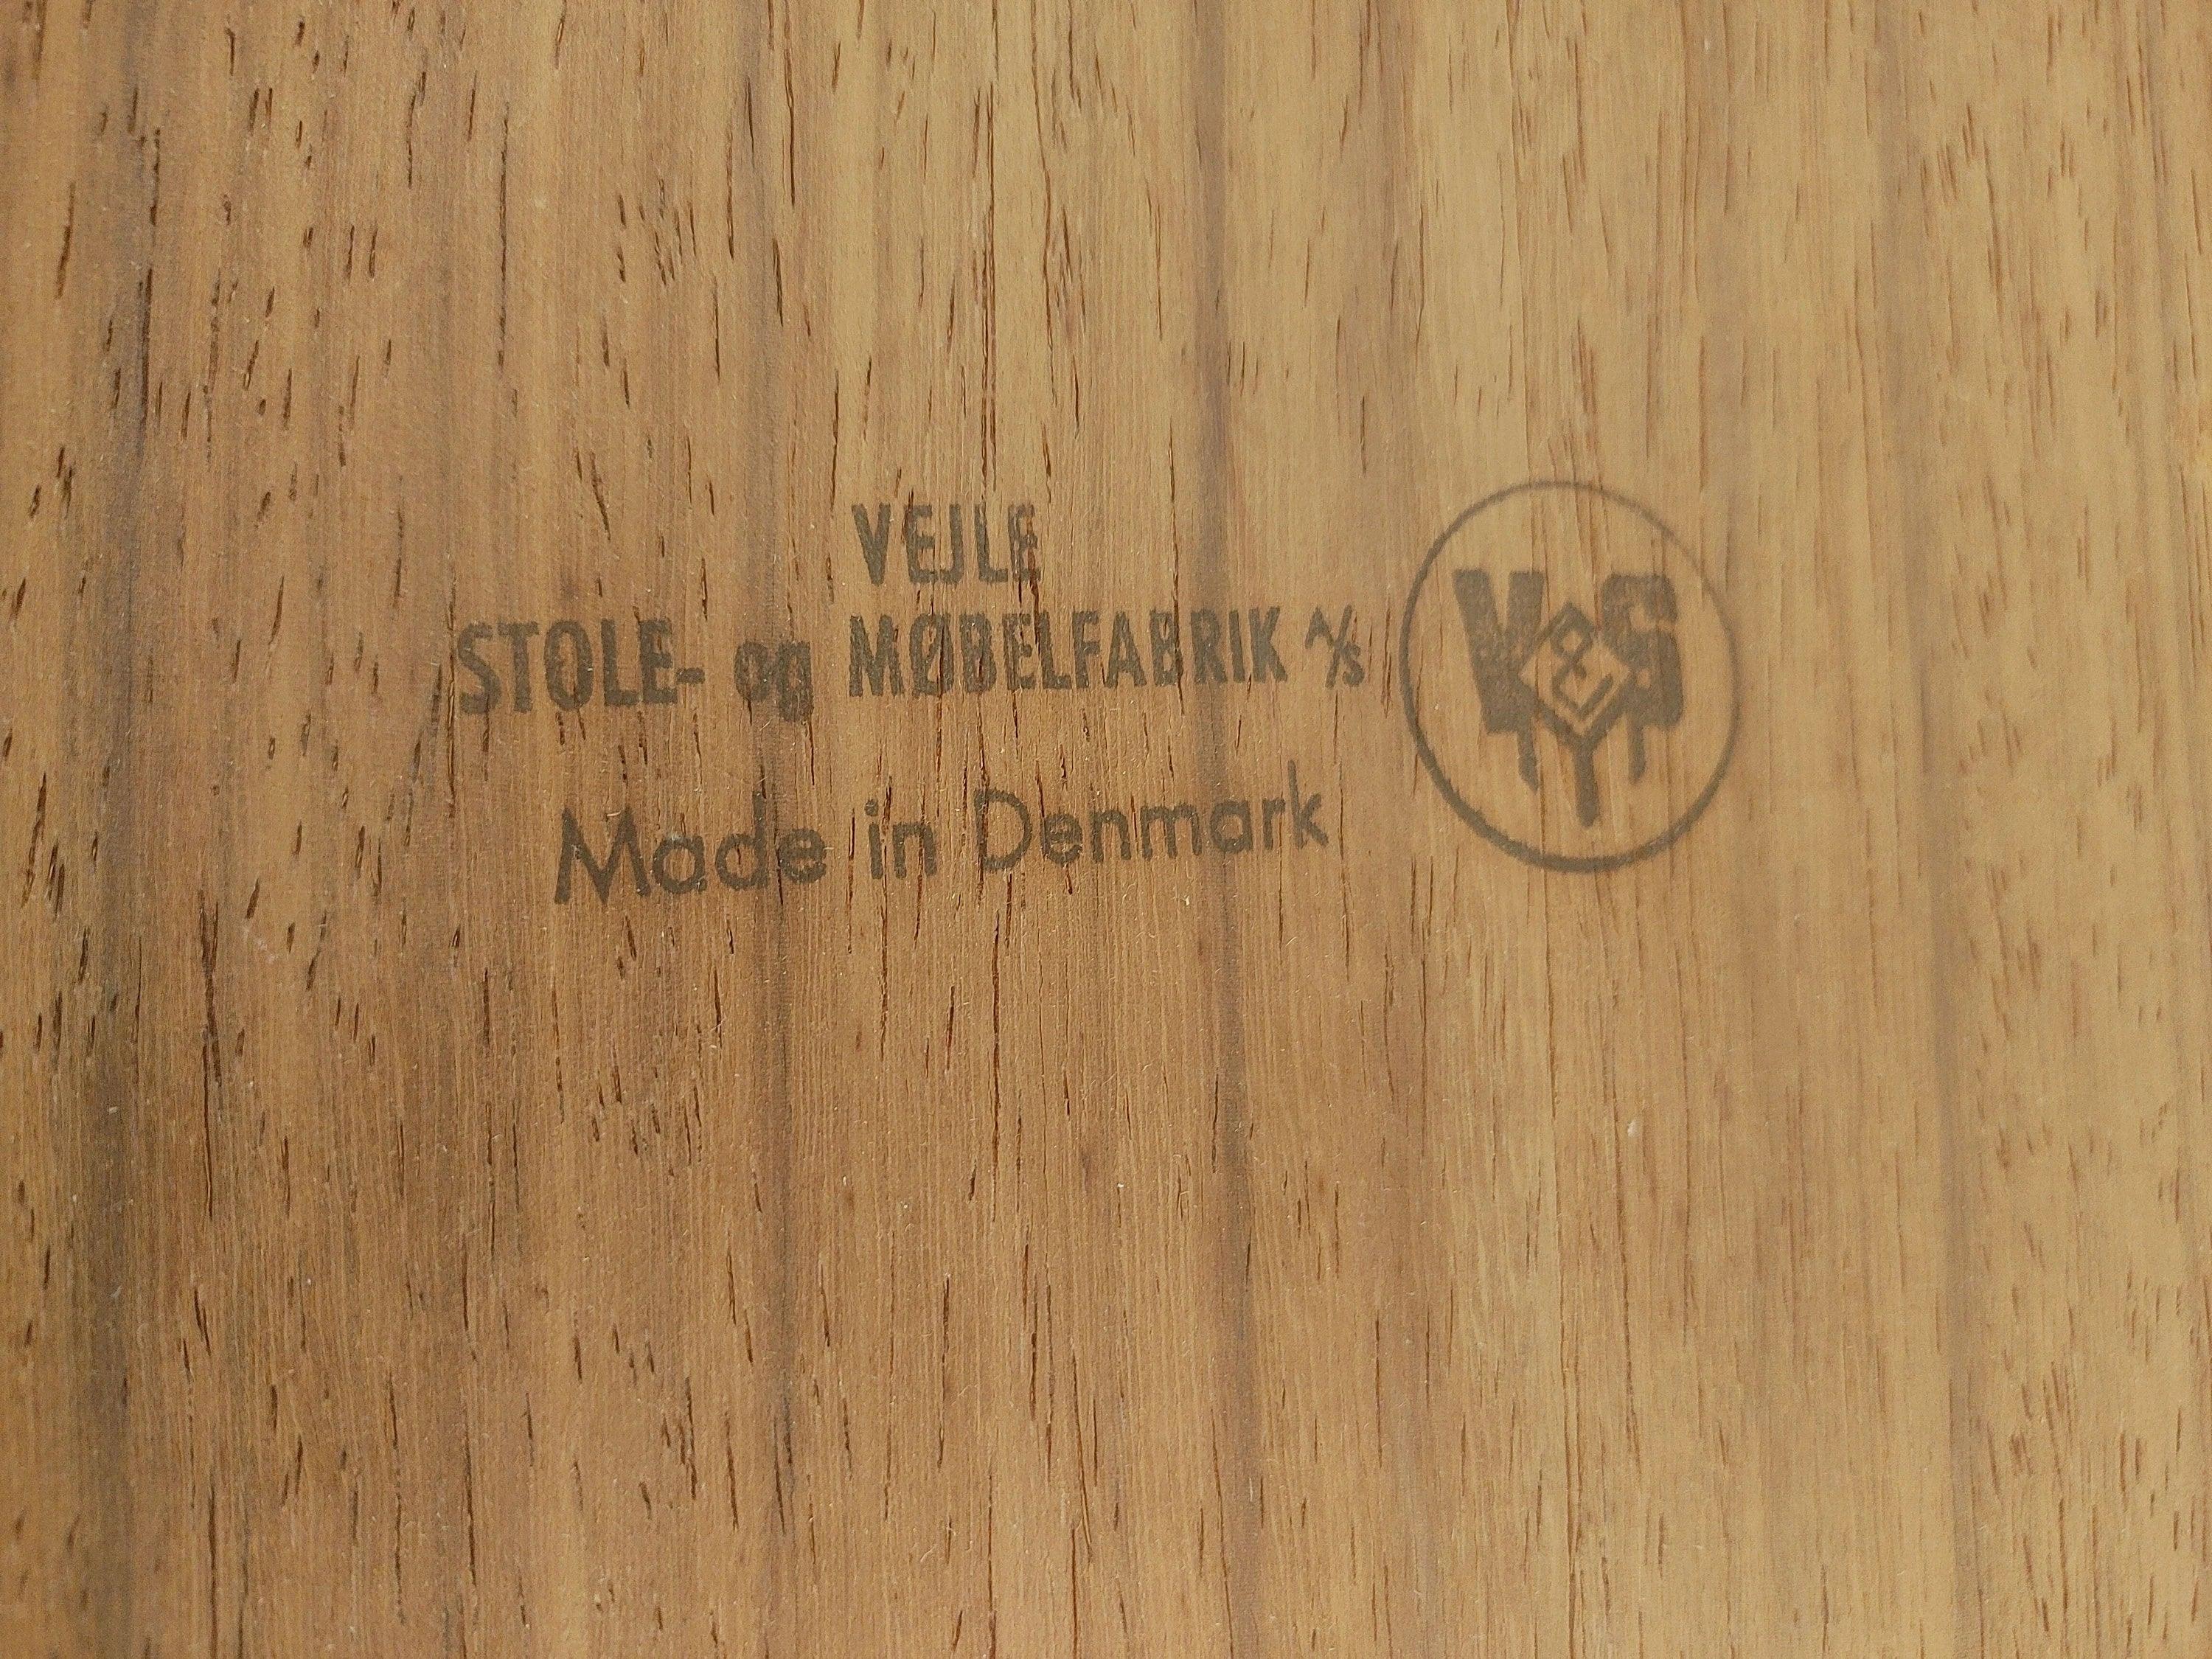 VEJLE
STOLE- og MØBELFABRIK A/S
Made in Denmark
V&S